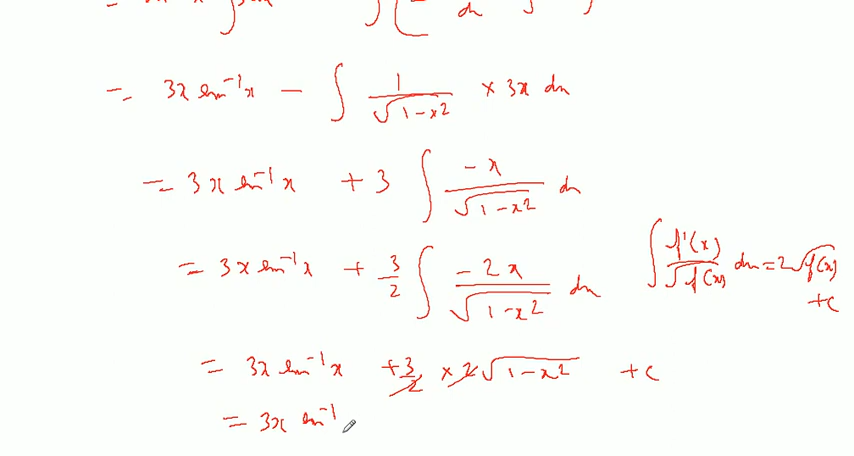 = 3x sin⁻¹x − ∫ 1/√(1−x²) × 3x dx
= 3x sin⁻¹x + 3 ∫ −x/√(1−x²) dx
= 3x sin⁻¹x + 3/2 ∫ −2x/√(1−x²) dx
∫ f'(x)/√f(x) dx = 2√f(x) + c
= 3x sin⁻¹x + 3/2 × 2√(1−x²) + c
= 3x sin⁻¹